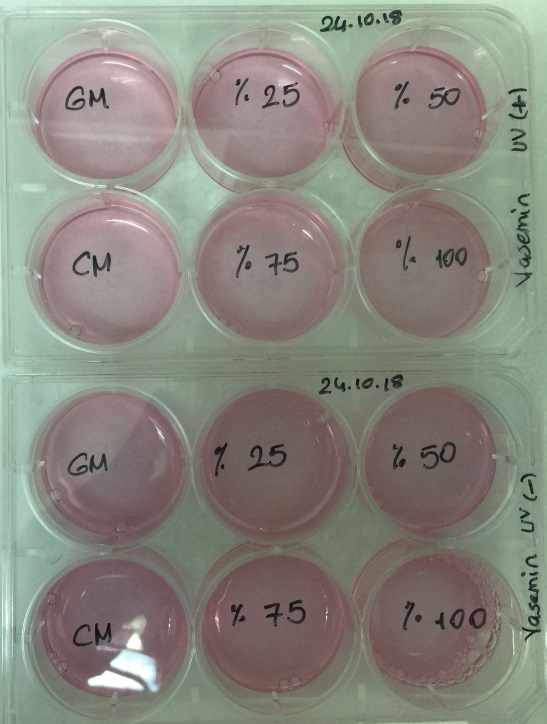 24.10.18
GM
% 25
% 50
CM
% 75
% 100
Yasemin UV (+)
24.10.18
GM
% 25
% 50
CM
% 75
% 100
Yasemin UV (-)